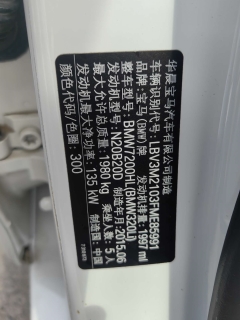 华晨宝马汽车有限公司制造
车辆识别代号: LBV3M2103FME85991
品牌: 宝马(BMW)牌 发动机排量: 1997 ml
整车型号: BMW7200HL(BMW320Li)
发动机型号: N20B20D 制造年月: 2015.06
最大允许总质量: 1980 kg 乘坐人数: 5人
发动机最大净功率: 135 kW 制造国: 中国
颜色代码/色圈: 300